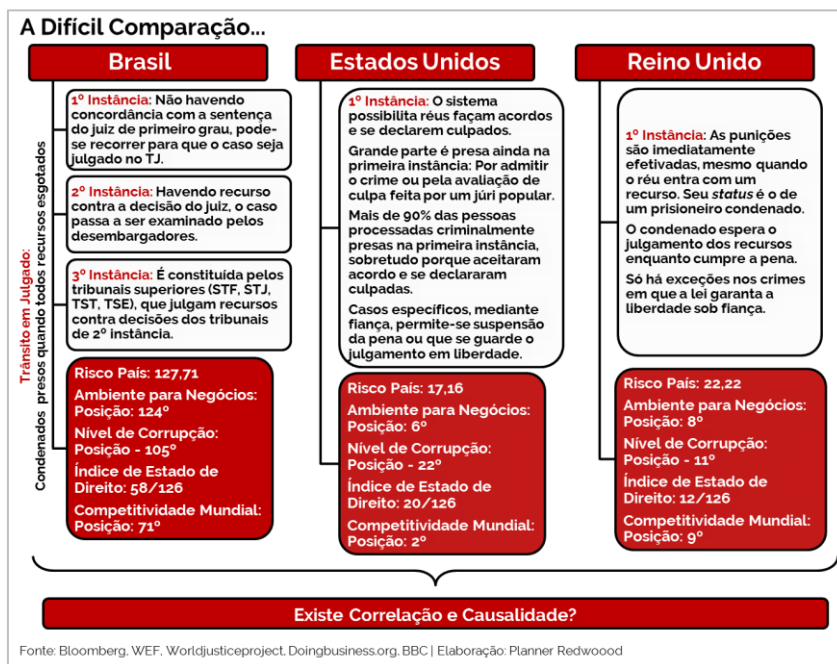 A Difícil Comparação...
Brasil
1º Instância: Não havendo
concordância com a sentença
do juiz de primeiro grau, pode-
se recorrer para que o caso seja
julgado no TJ.
2º Instância: Havendo recurso
contra a decisão do juiz, o caso
passa a ser examinado pelos
desembargadores.
3º Instância: É constituída pelos
tribunais superiores (STF, STJ,
TST, TSE), que julgam recursos
contra decisões dos tribunais
de 2º instância.
Trânsito em Julgado:
Condenados presos quando todos recursos esgotados
Risco País: 127,71
Ambiente para Negócios:
Posição: 124º
Nível de Corrupção:
Posição - 105º
Índice de Estado de
Direito: 58/126
Competitividade Mundial:
Posição: 71º
Estados Unidos
1º Instância: O sistema
possibilita réus façam acordos
e se declarem culpados.
Grande parte é presa ainda na
primeira instância: Por admitir
o crime ou pela avaliação de
culpa feita por um júri popular.
Mais de 90% das pessoas
processadas criminalmente
presas na primeira instância,
sobretudo porque aceitaram
acordo e se declararam
culpadas.
Casos específicos, mediante
fiança, permite-se suspensão
da pena ou que se guarde o
julgamento em liberdade.
Risco País: 17,16
Ambiente para Negócios:
Posição: 6º
Nível de Corrupção:
Posição - 22º
Índice de Estado de
Direito: 20/126
Competitividade Mundial:
Posição: 2º
Reino Unido
1º Instância: As punições
são imediatamente
efetivadas, mesmo quando
o réu entra com um
recurso. Seu status é o de
um prisioneiro condenado.
O condenado espera o
julgamento dos recursos
enquanto cumpre a pena.
Só há exceções nos crimes
em que a lei garanta a
liberdade sob fiança.
Risco País: 22,22
Ambiente para Negócios:
Posição: 8º
Nível de Corrupção:
Posição - 11º
Índice de Estado de
Direito: 12/126
Competitividade Mundial:
Posição: 9º
Existe Correlação e Causalidade?
Fonte: Bloomberg, WEF, Worldjusticeproject, Doingbusiness.org, BBC | Elaboração: Planner Redwoood